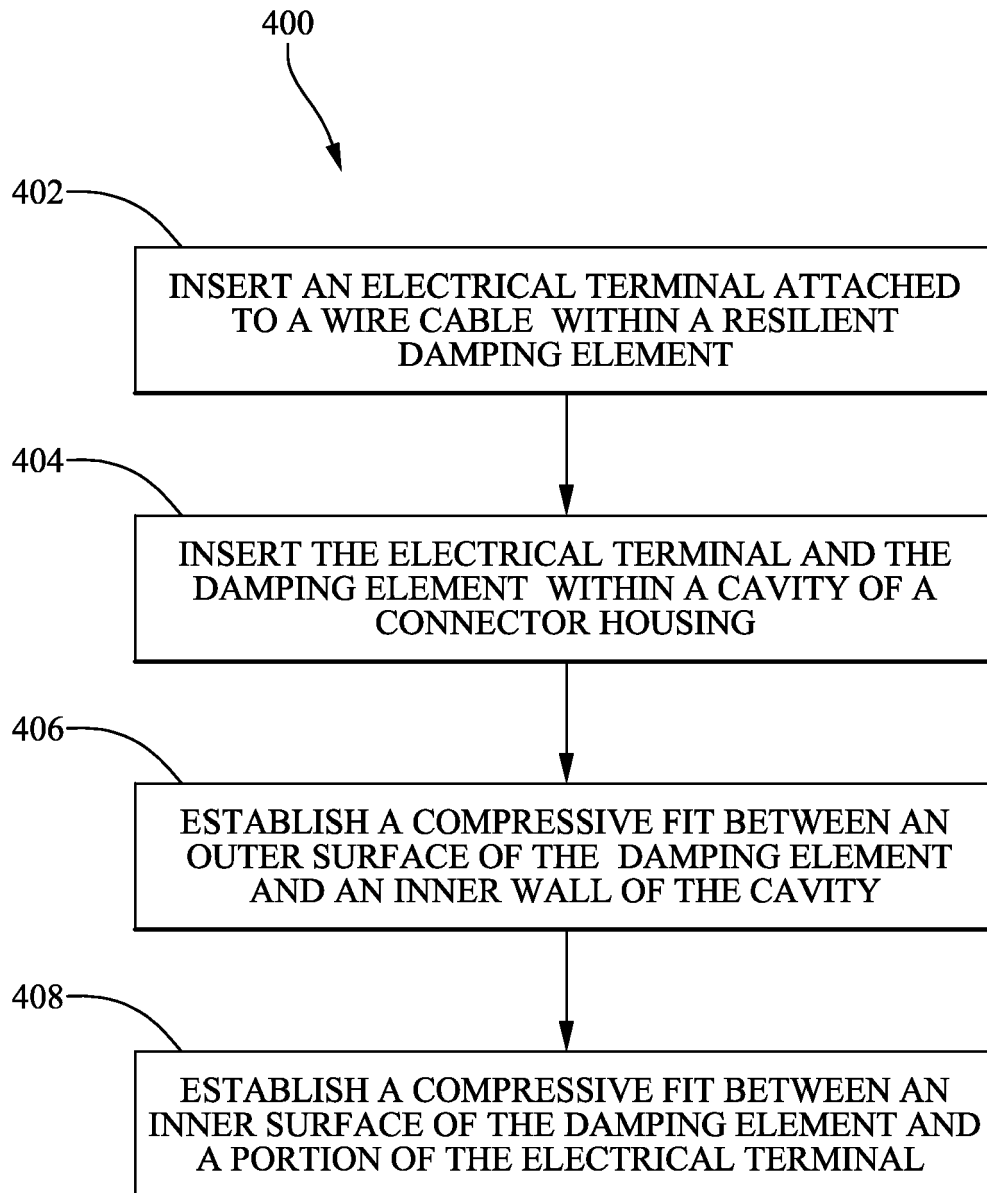 400
402
INSERT AN ELECTRICAL TERMINAL ATTACHED
TO A WIRE CABLE WITHIN A RESILIENT
DAMPING ELEMENT
404
INSERT THE ELECTRICAL TERMINAL AND THE
DAMPING ELEMENT WITHIN A CAVITY OF A
CONNECTOR HOUSING
406
ESTABLISH A COMPRESSIVE FIT BETWEEN AN
OUTER SURFACE OF THE DAMPING ELEMENT
AND AN INNER WALL OF THE CAVITY
408
ESTABLISH A COMPRESSIVE FIT BETWEEN AN
INNER SURFACE OF THE DAMPING ELEMENT AND
A PORTION OF THE ELECTRICAL TERMINAL